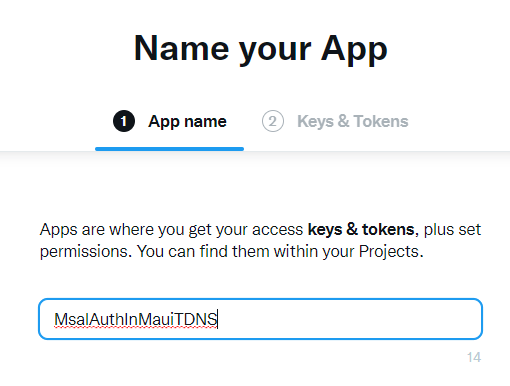 Name your App
1 App name 2 Keys & Tokens
Apps are where you get your access keys & tokens, plus set
permissions. You can find them within your Projects.
MsalAuthInMauiTDNS
14